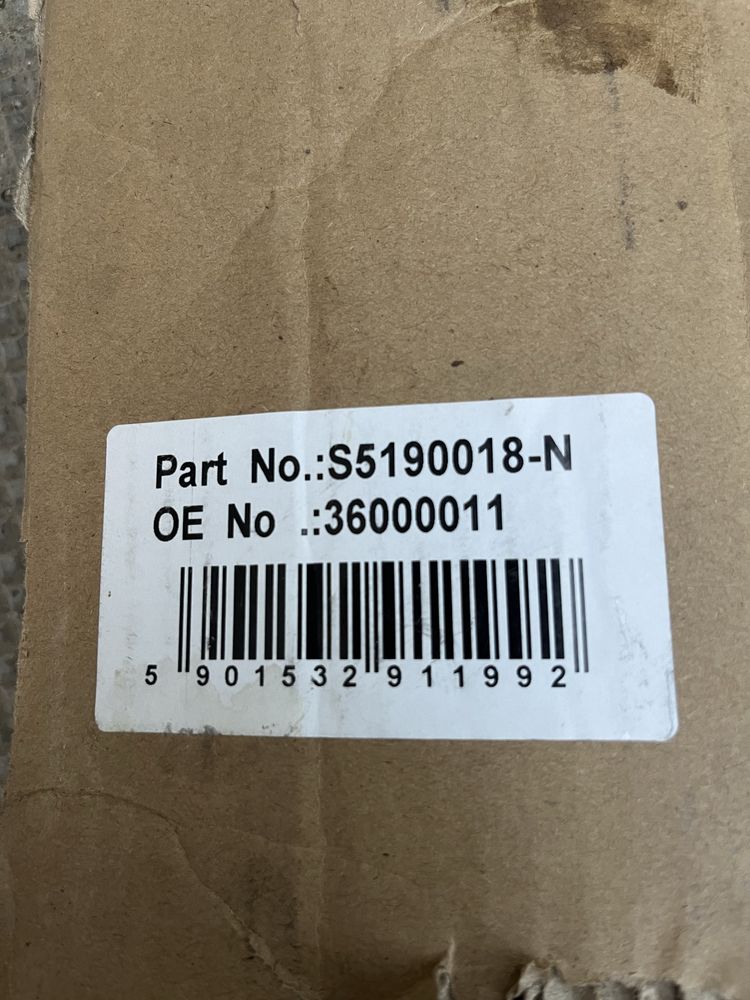 Part No.:S5190018-N
OE No .:36000011
5 901532 911992